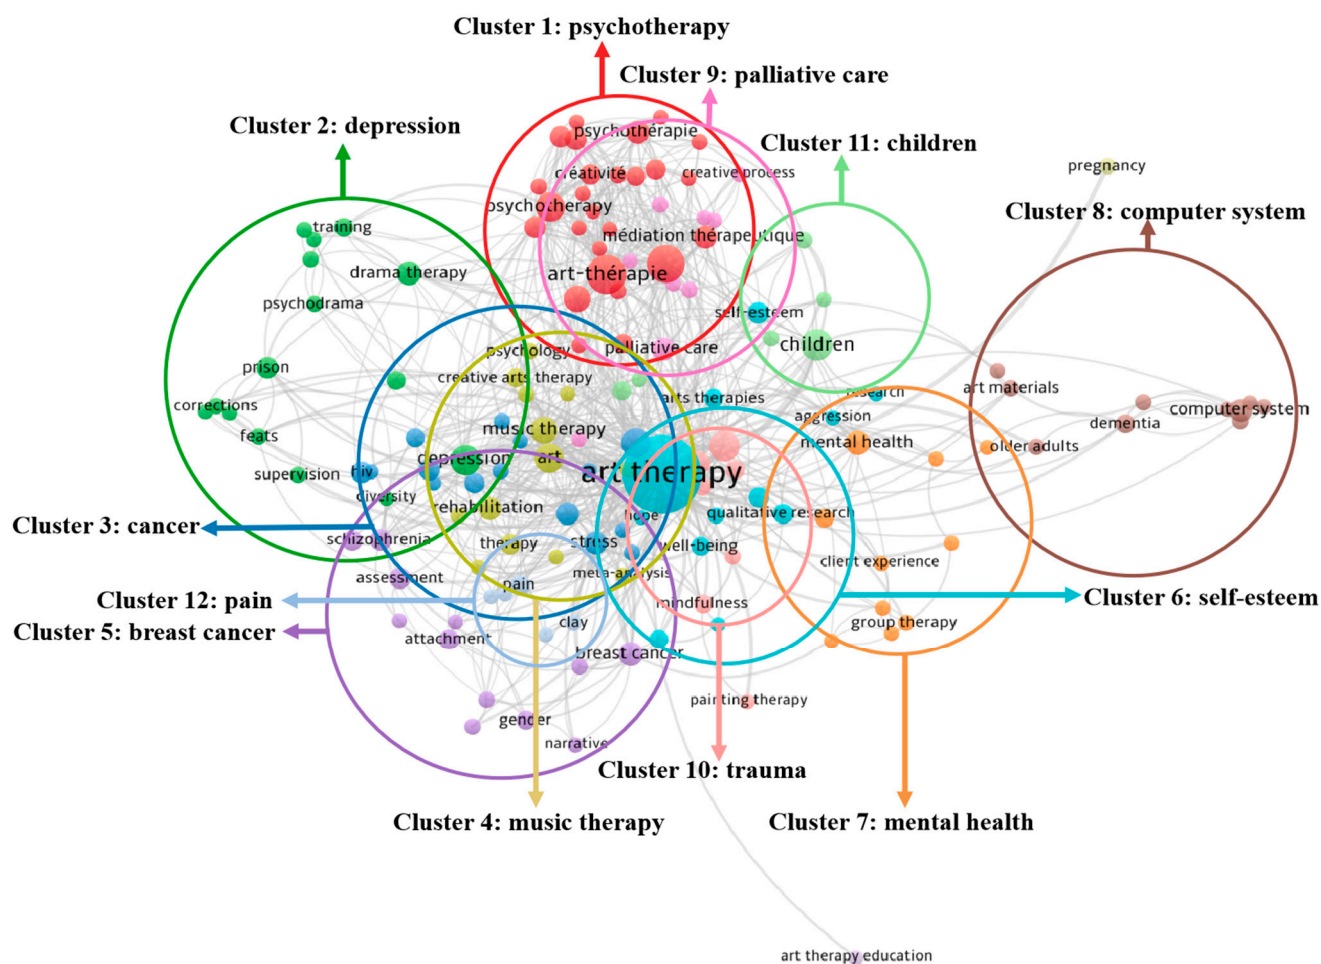 Cluster 1: psychotherapy
Cluster 9: palliative care
Cluster 2: depression
psychothérapie
Cluster 11: children
pregnancy
créativité
creative process
psychotherapy
Cluster 8: computer system
training
médiation thérapeutique
drama therapy
art-thérapie
psychodrama
self-esteem
children
psychology
palliative care
prison
creative arts therapy
art materials
research
arts therapies
corrections
aggression
computer system
dementia
feats
music therapy
mental health
older adults
depression
art
art therapy
supervision
hiv
diversity
rehabilitation
hope
qualitative research
Cluster 3: cancer
schizophrenia
therapy
stress
well-being
client experience
assessment
pain
meta-analysis
Cluster 12: pain
mindfulness
Cluster 6: self-esteem
Cluster 5: breast cancer
attachment
clay
group therapy
breast cancer
painting therapy
gender
narrative
Cluster 10: trauma
Cluster 4: music therapy
Cluster 7: mental health
art therapy education